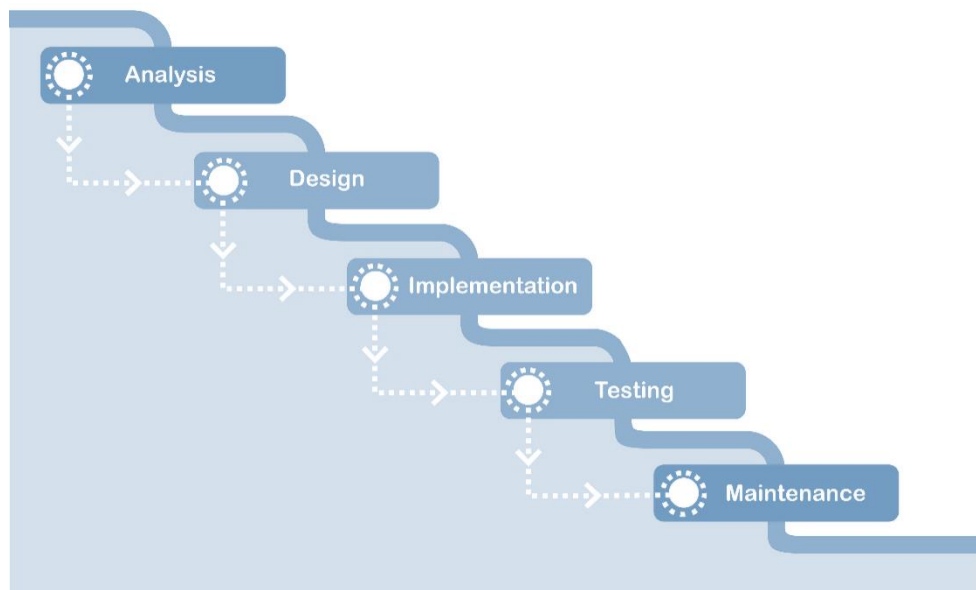 Analysis
Design
Implementation
Testing
Maintenance